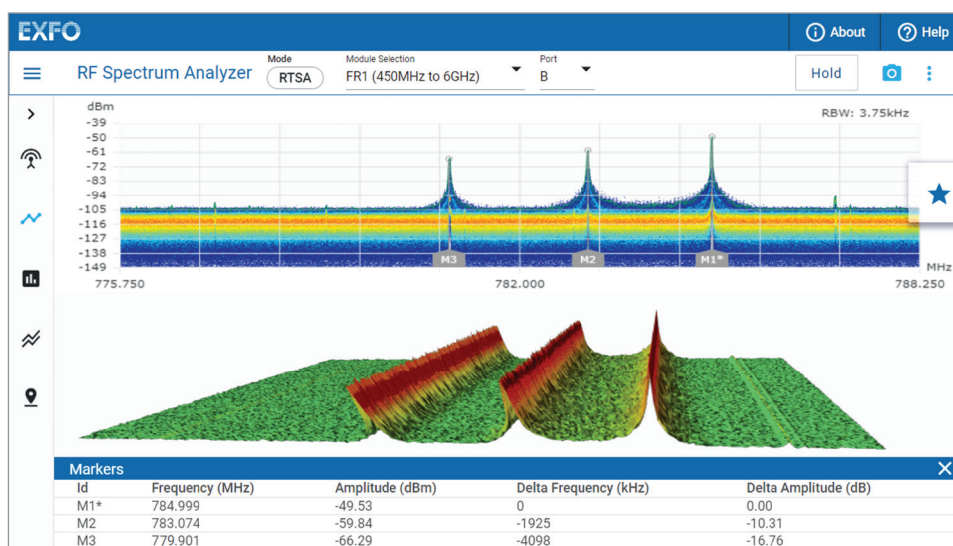 EXFO
About
Help
RF Spectrum Analyzer
Mode
RTSA
Module Selection
FR1 (450MHz to 6GHz)
Port
B
Hold
dBm
RBW: 3.75kHz
-39
-50
-61
-72
-83
-94
-105
-116
-127
-138
-149
M3
M2
M1*
MHz
775.750
782.000
788.250
Markers
Id Frequency (MHz) Amplitude (dBm) Delta Frequency (kHz) Delta Amplitude (dB)
M1* 784.999 -49.53 0 0.00
M2 783.074 -59.84 -1925 -10.31
M3 779.901 -66.29 -4098 -16.76